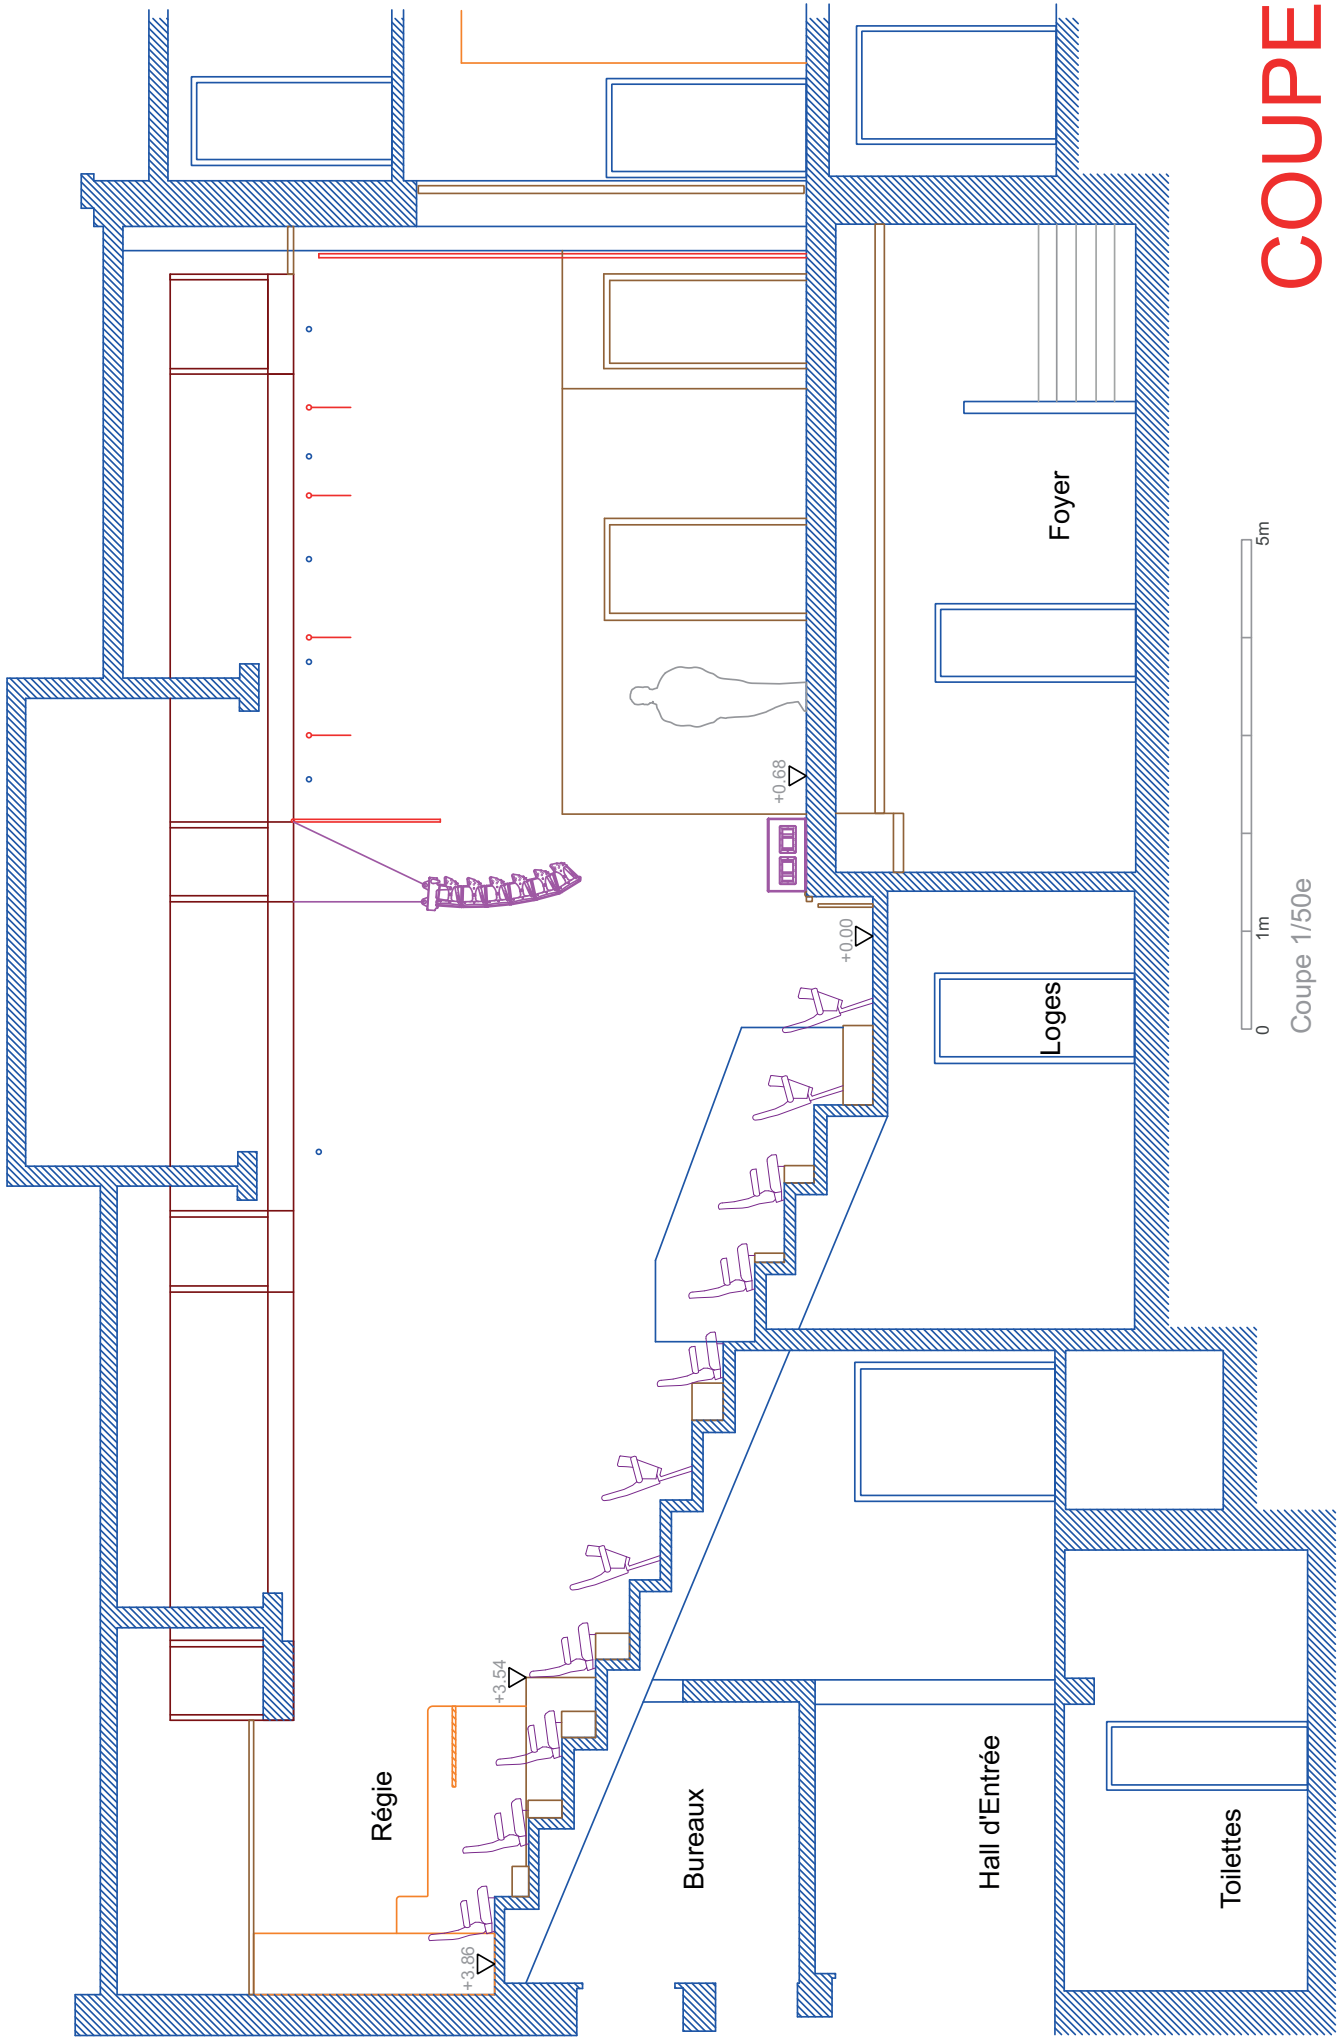 COUPE
Régie
+3.86
+3.54
+0.68
+0.00
Bureaux
Loges
Foyer
Hall d'Entrée
Toilettes
0 1m 5m
Coupe 1/50e